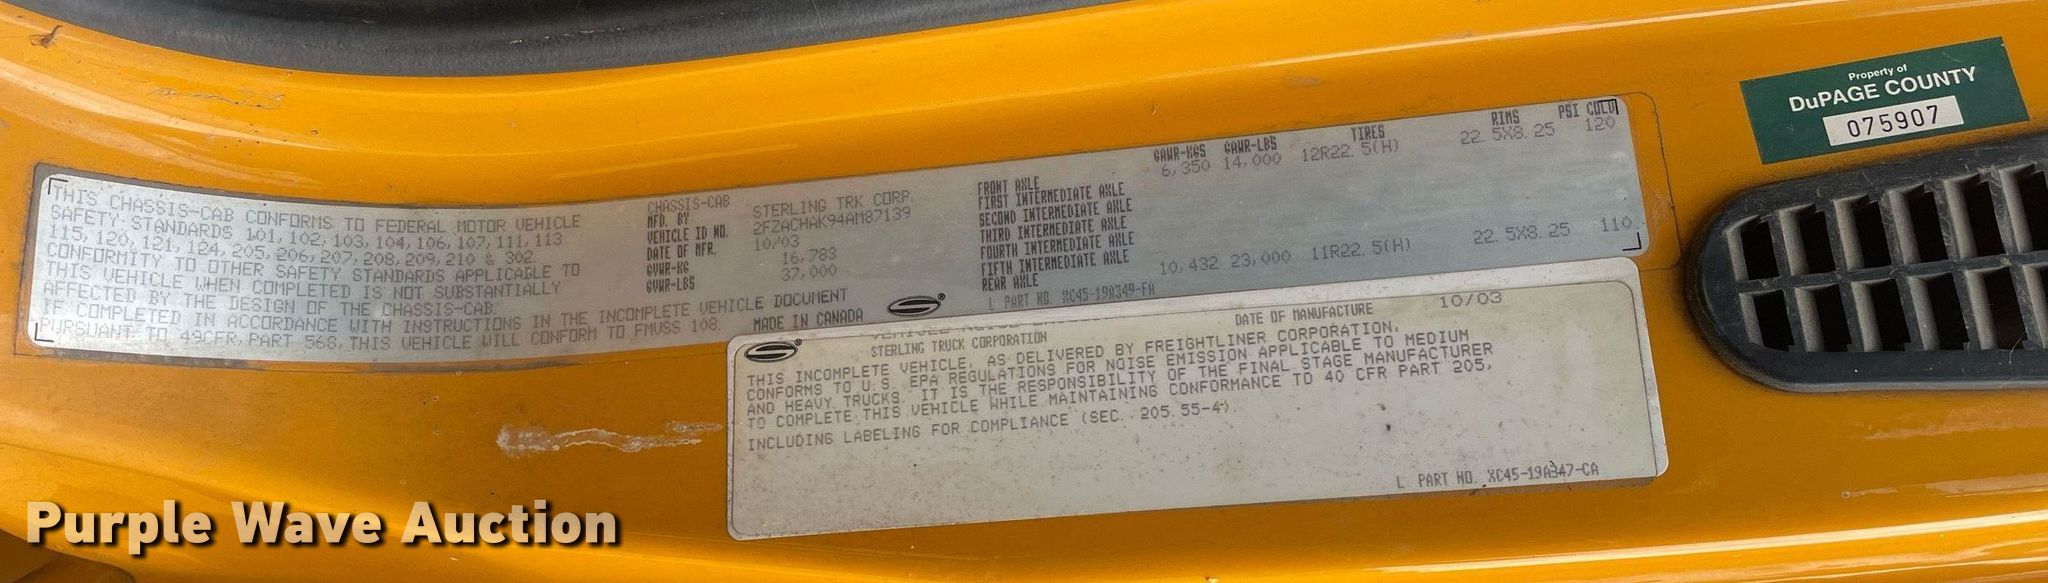 Property of
DuPAGE COUNTY
075907
THIS CHASSIS-CAB CONFORMS TO FEDERAL MOTOR VEHICLE
SAFETY STANDARDS 101, 102, 103, 104, 106, 107, 111, 113
115, 120, 121, 124, 205, 206, 207, 208, 209, 210 & 302.
CONFORMITY TO OTHER SAFETY STANDARDS APPLICABLE TO
THIS VEHICLE WHEN COMPLETED IS NOT SUBSTANTIALLY
AFFECTED BY THE DESIGN OF THE CHASSIS-CAB.
IF COMPLETED IN ACCORDANCE WITH INSTRUCTIONS IN THE INCOMPLETE VEHICLE DOCUMENT
PURSUANT TO 49CFR, PART 568, THIS VEHICLE WILL CONFORM TO FMVSS 108.
CHASSIS-CAB
MFD. BY STERLING TRK CORP.
VEHICLE ID NO. 2FZACHAK94AM87139
DATE OF MFR. 10/03
GVWR-KG 16,783
GVWR-LBS 37,000
MADE IN CANADA
GAWR-KGS GAWR-LBS TIRES RIMS PSI COLD
FRONT AXLE 6,350 14,000 12R22.5(H) 22.5X8.25 120
FIRST INTERMEDIATE AXLE
SECOND INTERMEDIATE AXLE
THIRD INTERMEDIATE AXLE
FOURTH INTERMEDIATE AXLE
FIFTH INTERMEDIATE AXLE
REAR AXLE 10,432 23,000 11R22.5(H) 22.5X8.25 110
L PART NO. XC45-19A349-FA
DATE OF MANUFACTURE 10/03
STERLING TRUCK CORPORATION
THIS INCOMPLETE VEHICLE, AS DELIVERED BY FREIGHTLINER CORPORATION,
CONFORMS TO U.S. EPA REGULATIONS FOR NOISE EMISSION APPLICABLE TO MEDIUM
AND HEAVY TRUCKS. IT IS THE RESPONSIBILITY OF THE FINAL STAGE MANUFACTURER
TO COMPLETE THIS VEHICLE WHILE MAINTAINING CONFORMANCE TO 40 CFR PART 205,
INCLUDING LABELING FOR COMPLIANCE (SEC. 205.55-4).
L PART NO. XC45-19A347-CA
Purple Wave Auction